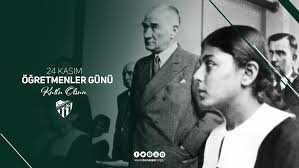 24 KASIM
ÖĞRETMENLER GÜNÜ
Kutlu Olsun